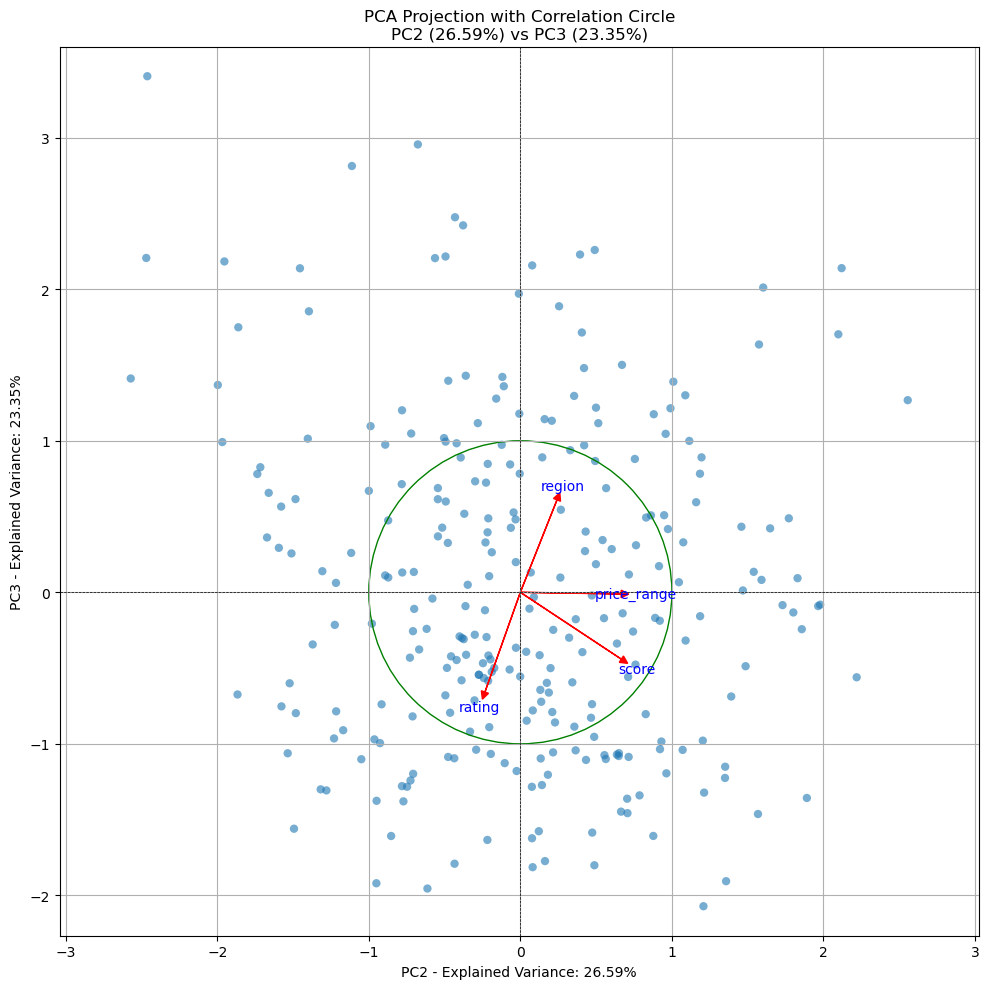 PCA Projection with Correlation Circle
PC2 (26.59%) vs PC3 (23.35%)
PC3 - Explained Variance: 23.35%
3
2
1
0
−1
−2
region
price_range
score
rating
−3
−2
−1
0
1
2
3
PC2 - Explained Variance: 26.59%